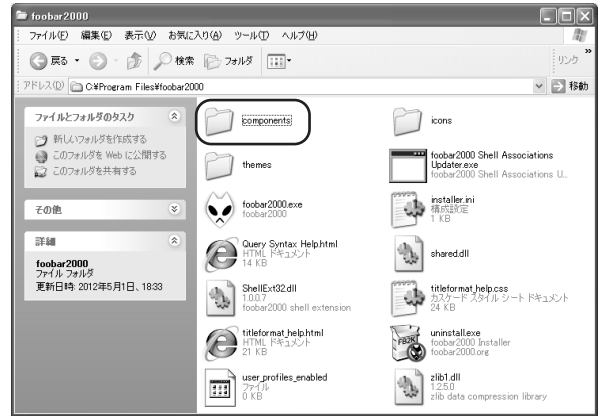 foobar2000
ファイル(F) 編集(E) 表示(V) お気に入り(A) ツール(T) ヘルプ(H)
戻る 検索 フォルダ リンク »
アドレス(D) C:¥Program Files¥foobar2000 移動
ファイルとフォルダのタスク
新しいフォルダを作成する
このフォルダを Web に公開する
このフォルダを共有する
その他
詳細
foobar2000
ファイル フォルダ
更新日時: 2012年5月1日、18:33
components
icons
themes
foobar2000 Shell Associations
Updater.exe
foobar2000 Shell Associations U...
foobar2000.exe
foobar2000
installer.ini
構成設定
1 KB
Query Syntax Help.html
HTML ドキュメント
14 KB
shared.dll
ShellExt32.dll
1.0.0.7
foobar2000 shell extension
titleformat_help.css
カスケード スタイル シート ドキュメント
24 KB
titleformat_help.html
HTML ドキュメント
21 KB
FB2K
uninstall.exe
foobar2000 Installer
foobar2000.org
user_profiles_enabled
ファイル
0 KB
zlib1.dll
1.2.5.0
zlib data compression library